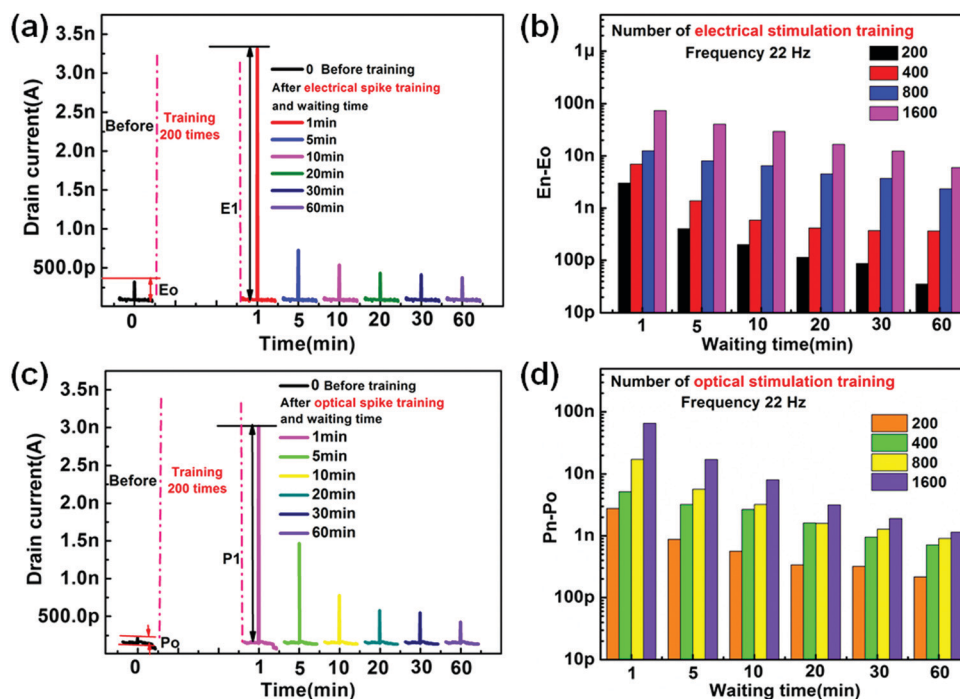 (a)
Drain current(A)
3.5n
3.0n
2.5n
2.0n
1.5n
1.0n
500.0p
Before
Training
200 times
0 Before training
After electrical spike training
and waiting time
1min
5min
10min
20min
30min
60min
E1
Eo
0
1
5
10
20
30
60
Time(min)
(b)
Number of electrical stimulation training
Frequency 22 Hz
200
400
800
1600
En-Eo
1μ
100n
10n
1n
100p
10p
1
5
10
20
30
60
Waiting time(min)
(c)
Drain current(A)
3.5n
3.0n
2.5n
2.0n
1.5n
1.0n
500.0p
Before
Training
200 times
0 Before training
After optical spike training
and waiting time
1min
5min
10min
20min
30min
60min
P1
Po
0
1
5
10
20
30
60
Time(min)
(d)
Number of optical stimulation training
Frequency 22 Hz
200
400
800
1600
Pn-Po
100n
10n
1n
100p
10p
1
5
10
20
30
60
Waiting time(min)